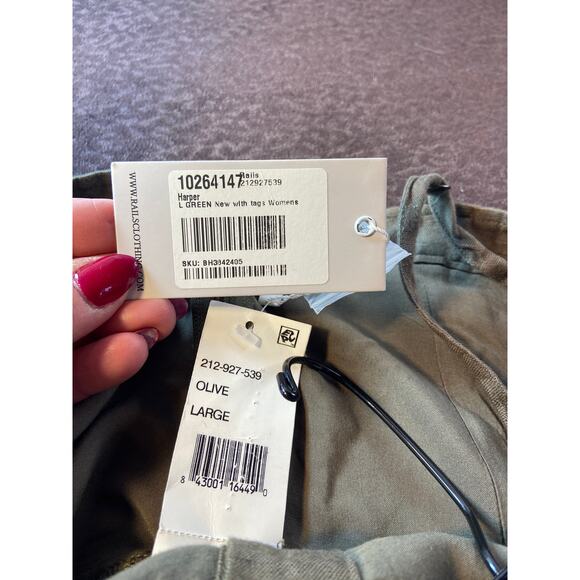 WWW.RAILSCLOTHING.COM
10264147 Rails
212927539
Harper
L GREEN New with tags Womens
SKU: BH3642405
212-927-539
OLIVE
LARGE
8 43001 16449 0